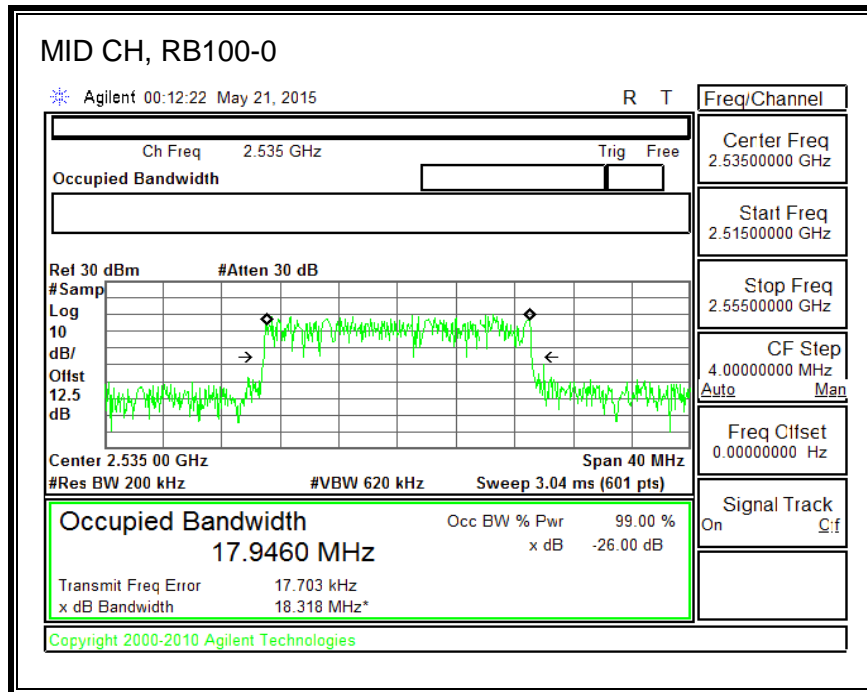 MID CH, RB100-0
Agilent 00:12:22 May 21, 2015 R T
Freq/Channel
Ch Freq 2.535 GHz Trig Free
Occupied Bandwidth
Center Freq
2.53500000 GHz
Start Freq
2.51500000 GHz
Stop Freq
2.55500000 GHz
CF Step
4.00000000 MHz
Auto Man
Freq Offset
0.00000000 Hz
Signal Track
On Off
Ref 30 dBm #Atten 30 dB
#Samp
Log
10
dB/
Offst
12.5
dB
Center 2.535 00 GHz Span 40 MHz
#Res BW 200 kHz #VBW 620 kHz Sweep 3.04 ms (601 pts)
Occupied Bandwidth Occ BW % Pwr 99.00 %
17.9460 MHz x dB -26.00 dB
Transmit Freq Error 17.703 kHz
x dB Bandwidth 18.318 MHz*
Copyright 2000-2010 Agilent Technologies